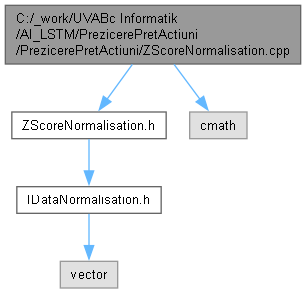 C:/_work/UVABc Informatik
/AI_LSTM/PrezicerePretActiuni
/PrezicerePretActiuni/ZScoreNormalisation.cpp
ZScoreNormalisation.h
cmath
IDataNormalisation.h
vector